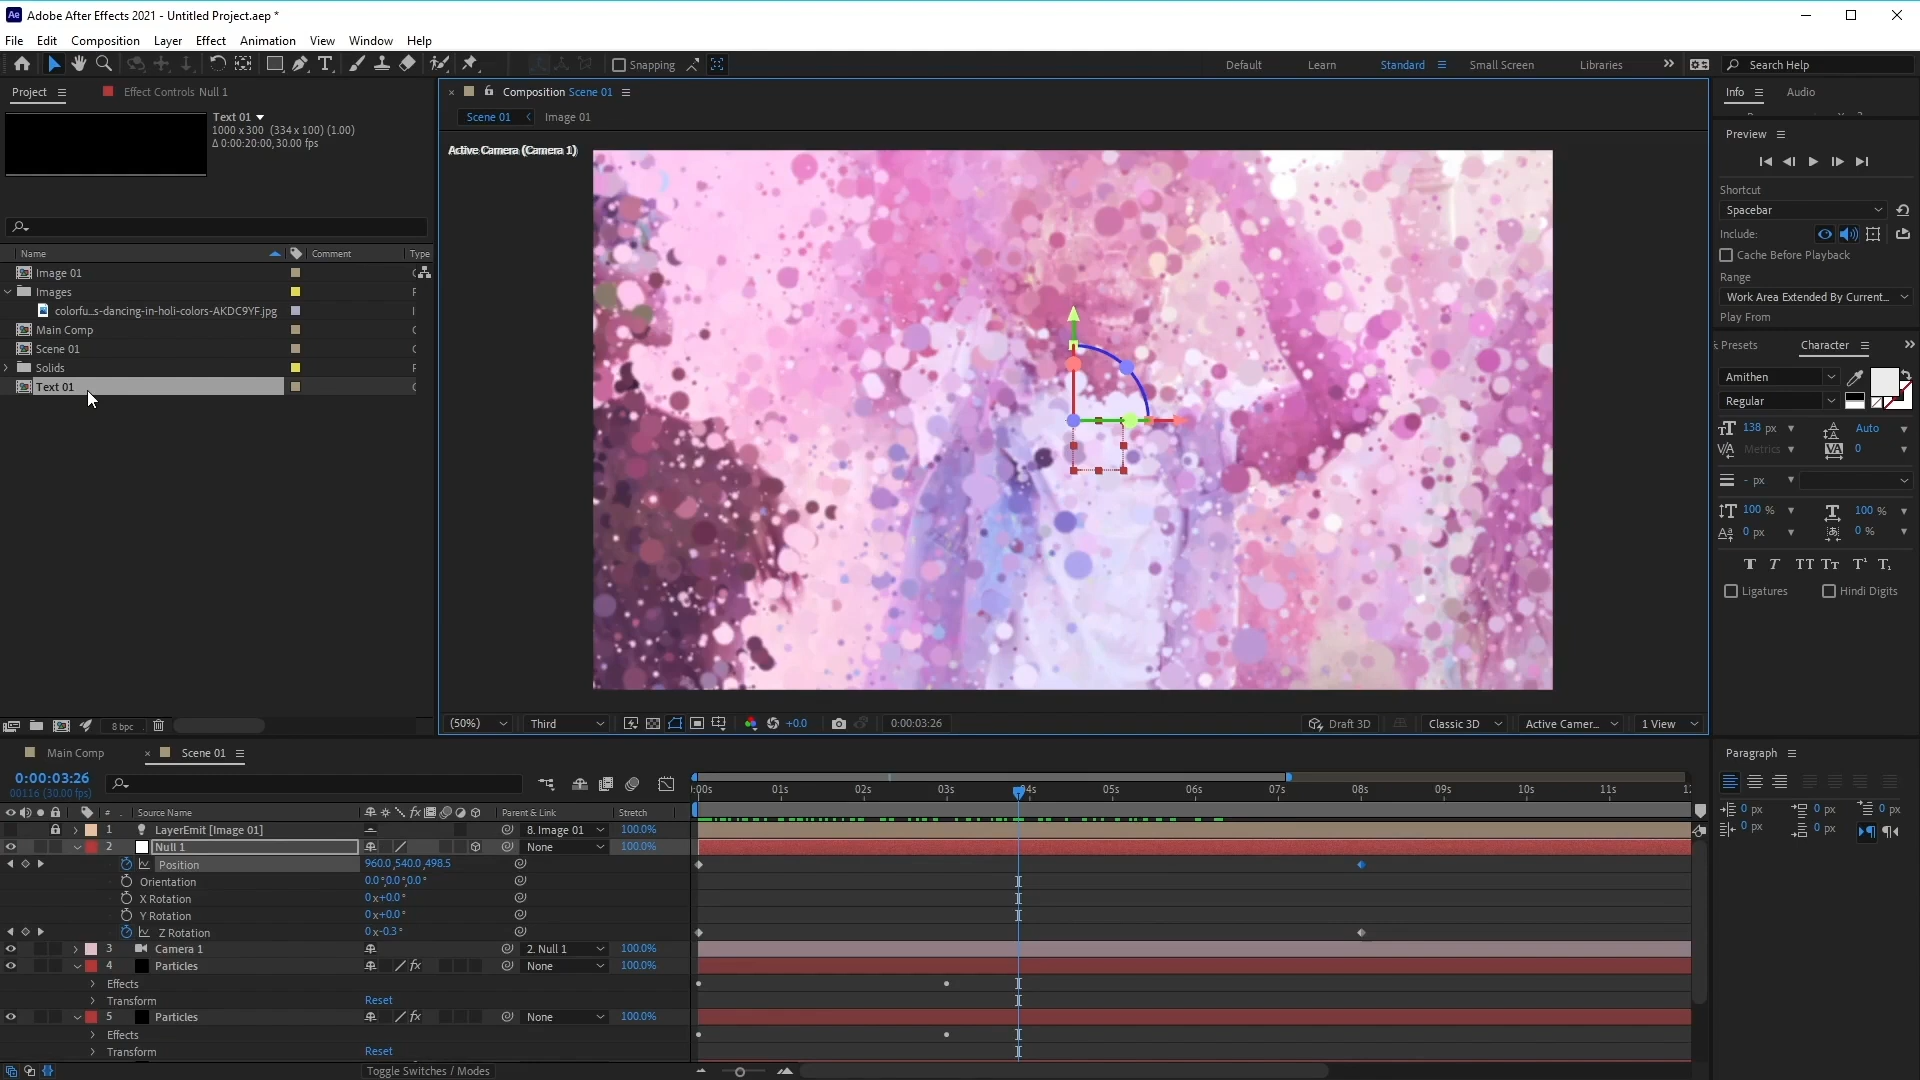 Adobe After Effects 2021 - Untitled Project.aep *
File Edit Composition Layer Effect Animation View Window Help
Snapping
Default Learn Standard Small Screen Libraries Search Help
Project Effect Controls Null 1
Composition Scene 01
Info Audio
Text 01
1000 x 300 (334 x 100) (1.00)
Δ 0:00:20:00, 30.00 fps
Scene 01 Image 01
Preview
Active Camera (Camera 1)
Shortcut
Spacebar
Include:
Cache Before Playback
Range
Work Area Extended By Current...
Play From
Name Comment Type
Image 01
Images
colorfu...s-dancing-in-holi-colors-AKDC9YF.jpg
Main Comp
Scene 01
Solids
Text 01
Presets Character
Amithen
Regular
138 px Auto
Metrics 0
- px
100 % 100 %
0 px 0 %
Ligatures Hindi Digits
8 bpc
(50%) Third +0.0 0:00:03:26 Draft 3D Classic 3D Active Camer... 1 View
Main Comp Scene 01
Paragraph
0:00:03:26
00116 (30.00 fps)
:00s 01s 02s 03s 04s 05s 06s 07s 08s 09s 10s 11s
# Source Name Parent & Link Stretch
1 LayerEmit [Image 01] 8. Image 01 100.0%
2 Null 1 None 100.0%
Position 960.0,540.0,-498.5
Orientation 0.0°,0.0°,0.0°
X Rotation 0x+0.0°
Y Rotation 0x+0.0°
Z Rotation 0x-0.3°
3 Camera 1 2. Null 1 100.0%
4 Particles None 100.0%
Effects
Transform Reset
5 Particles None 100.0%
Effects
Transform Reset
Toggle Switches / Modes
0 px 0 px 0 px
0 px 0 px